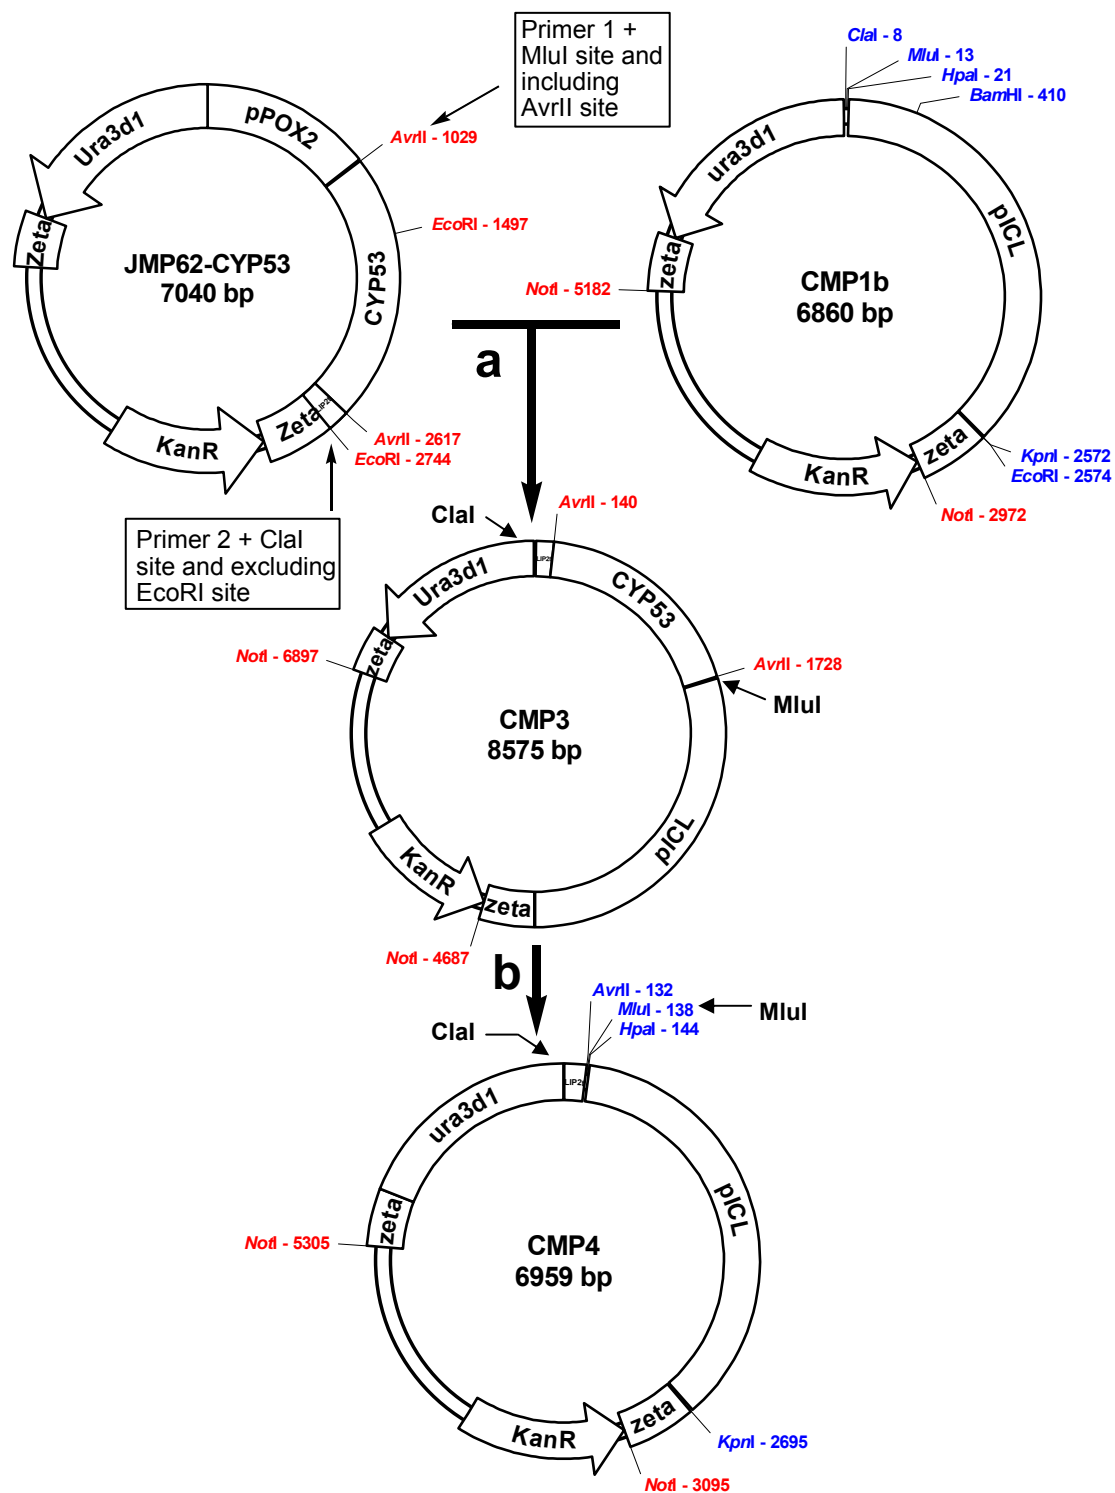 Primer 1 +
MluI site and
including
AvrII site
ClaI - 8
MluI - 13
HpaI - 21
BamHI - 410
pPOX2
Ura3d1
AvrII - 1029
EcoRI - 1497
zeta
JMP62-CYP53
7040 bp
CYP53
KanR
Zeta
LIP2t
AvrII - 2617
EcoRI - 2744
ura3d1
pICL
zeta
NotI - 5182
CMP1b
6860 bp
KanR
zeta
KpnI - 2572
EcoRI - 2574
NotI - 2972
a
Primer 2 + ClaI
site and excluding
EcoRI site
ClaI
AvrII - 140
LIP2t
Ura3d1
CYP53
zeta
NotI - 6897
AvrII - 1728
MluI
CMP3
8575 bp
pICL
KanR
zeta
NotI - 4687
b
AvrII - 132
MluI - 138
HpaI - 144
MluI
ClaI
LIP2t
ura3d1
pICL
zeta
NotI - 5305
CMP4
6959 bp
KanR
zeta
KpnI - 2695
NotI - 3095